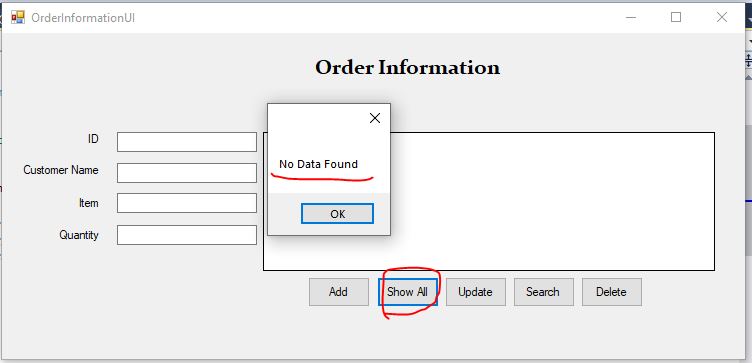 OrderInformationUI
Order Information
ID
Customer Name
Item
Quantity
No Data Found
OK
Add
Show All
Update
Search
Delete